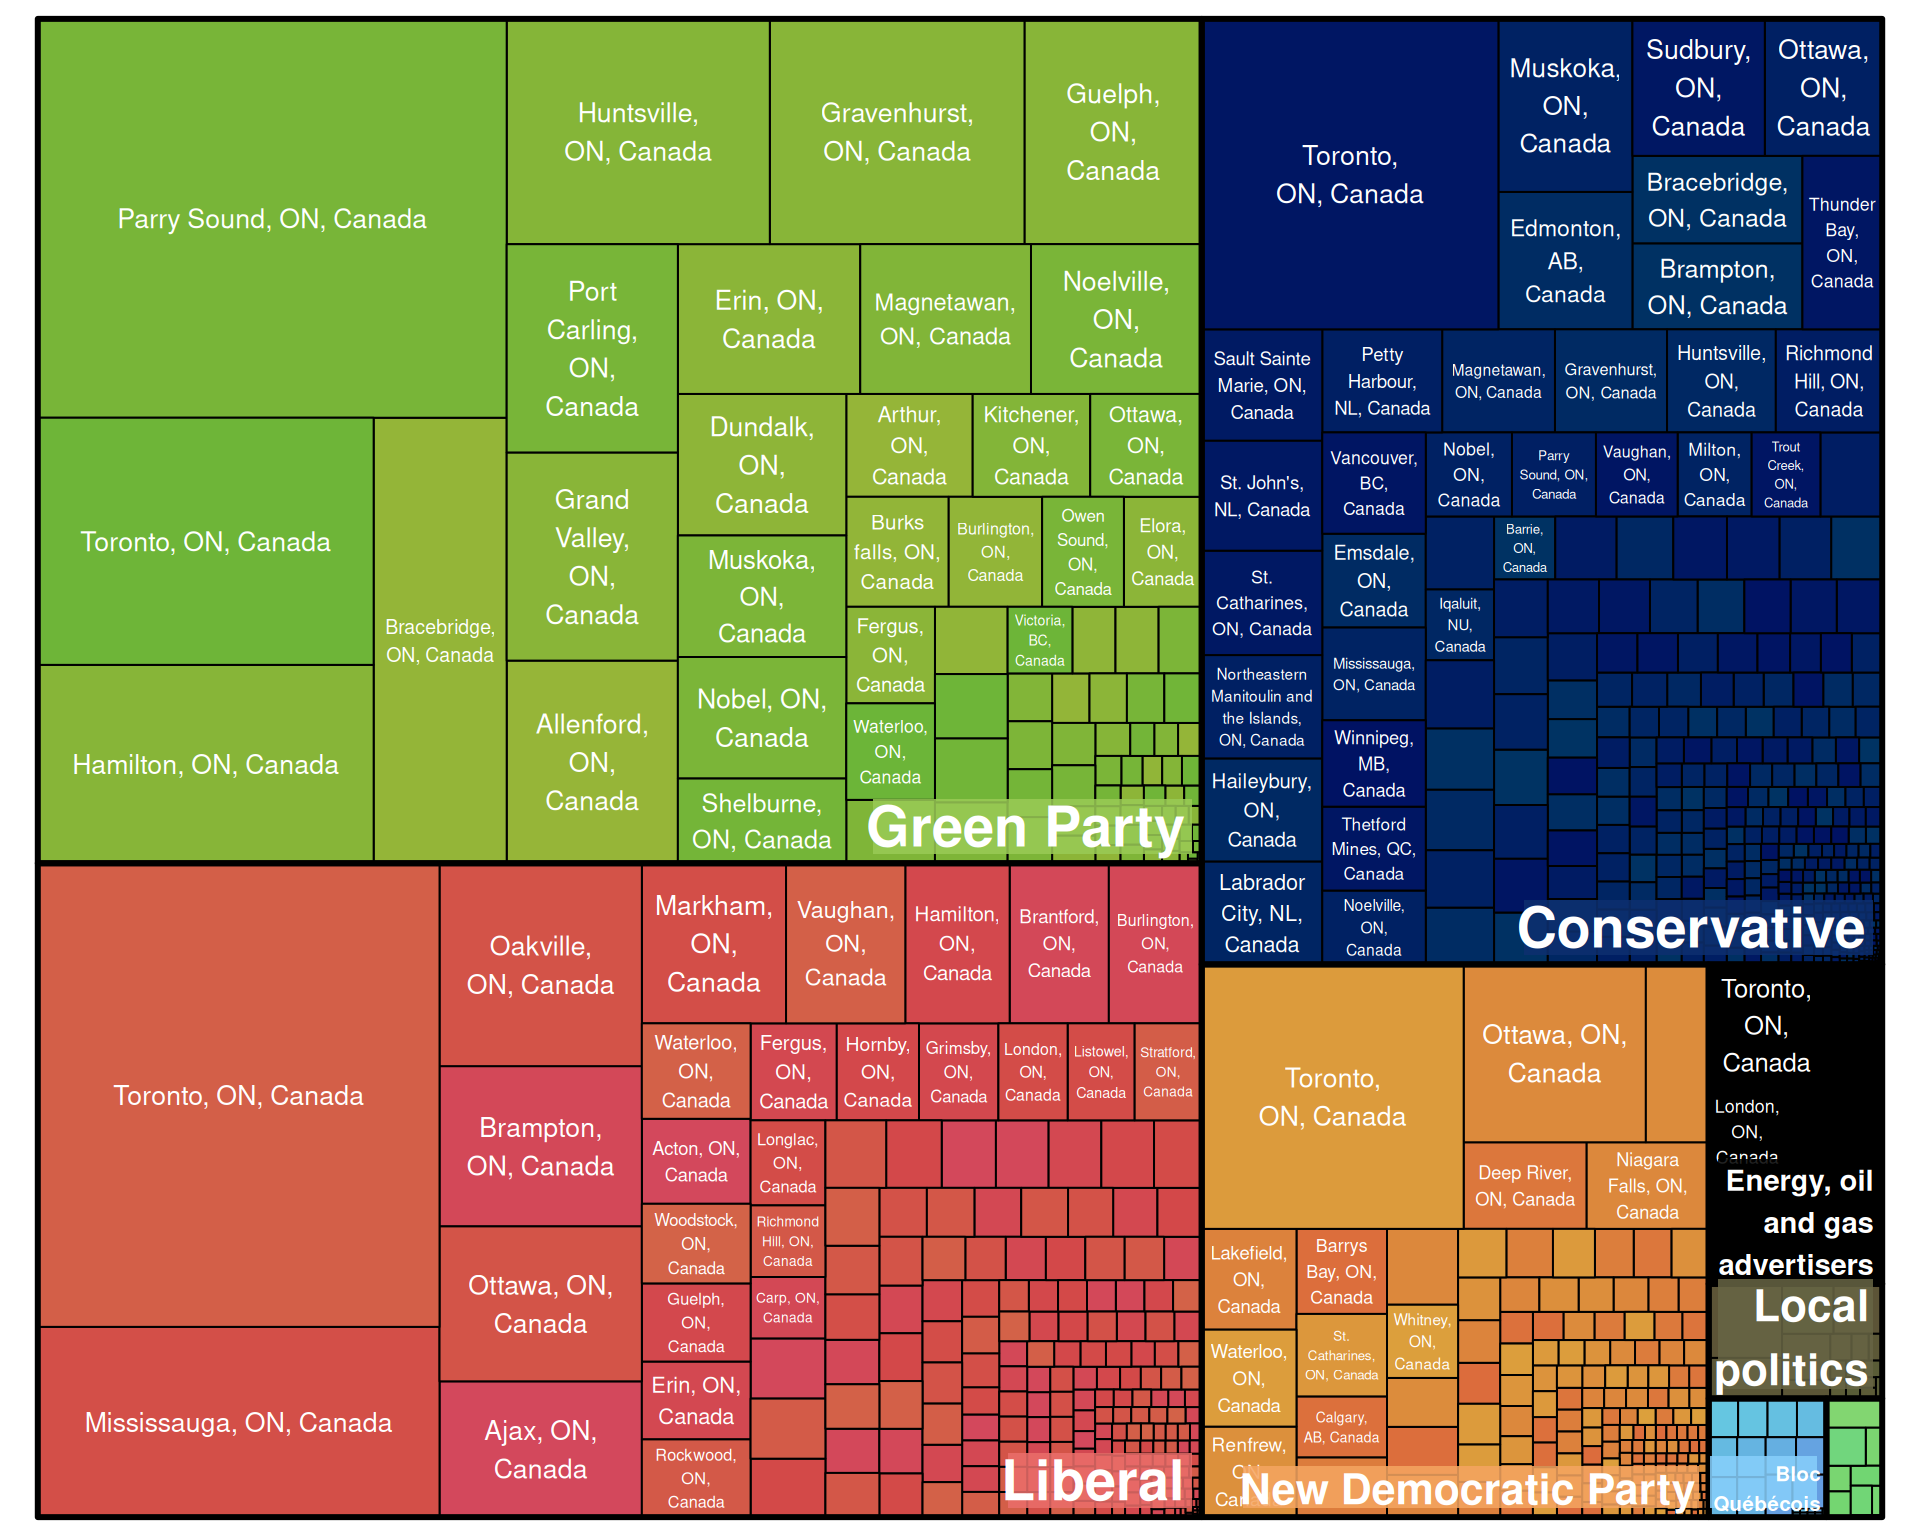 Parry Sound, ON, Canada
Huntsville,
ON, Canada
Gravenhurst,
ON, Canada
Guelph,
ON,
Canada
Port
Carling,
ON,
Canada
Erin, ON,
Canada
Magnetawan,
ON, Canada
Noelville,
ON,
Canada
Toronto, ON, Canada
Bracebridge,
ON, Canada
Hamilton, ON, Canada
Grand
Valley,
ON,
Canada
Allenford,
ON,
Canada
Dundalk,
ON,
Canada
Muskoka,
ON,
Canada
Nobel, ON,
Canada
Shelburne,
ON, Canada
Arthur,
ON,
Canada
Kitchener,
ON,
Canada
Ottawa,
ON,
Canada
Burks
falls, ON,
Canada
Burlington,
ON,
Canada
Owen
Sound,
ON,
Canada
Elora,
ON,
Canada
Fergus,
ON,
Canada
Victoria,
BC,
Canada
Waterloo,
ON,
Canada
Green Party
Toronto,
ON, Canada
Muskoka,
ON,
Canada
Sudbury,
ON,
Canada
Ottawa,
ON,
Canada
Edmonton,
AB,
Canada
Bracebridge,
ON, Canada
Brampton,
ON, Canada
Thunder
Bay,
ON,
Canada
Sault Sainte
Marie, ON,
Canada
Petty
Harbour,
NL, Canada
Magnetawan,
ON, Canada
Gravenhurst,
ON, Canada
Huntsville,
ON,
Canada
Richmond
Hill, ON,
Canada
St. John's,
NL, Canada
Vancouver,
BC,
Canada
Nobel,
ON,
Canada
Parry
Sound, ON,
Canada
Vaughan,
ON,
Canada
Milton,
ON,
Canada
Trout
Creek,
ON,
Canada
Barrie,
ON,
Canada
Emsdale,
ON,
Canada
St.
Catharines,
ON, Canada
Iqaluit,
NU,
Canada
Mississauga,
ON, Canada
Northeastern
Manitoulin and
the Islands,
ON, Canada
Winnipeg,
MB,
Canada
Haileybury,
ON,
Canada
Thetford
Mines, QC,
Canada
Labrador
City, NL,
Canada
Noelville,
ON,
Canada
Conservative
Toronto, ON, Canada
Mississauga, ON, Canada
Oakville,
ON, Canada
Brampton,
ON, Canada
Ottawa, ON,
Canada
Ajax, ON,
Canada
Markham,
ON,
Canada
Vaughan,
ON,
Canada
Hamilton,
ON,
Canada
Brantford,
ON,
Canada
Burlington,
ON,
Canada
Waterloo,
ON,
Canada
Fergus,
ON,
Canada
Hornby,
ON,
Canada
Grimsby,
ON,
Canada
London,
ON,
Canada
Listowel,
ON,
Canada
Stratford,
ON,
Canada
Acton, ON,
Canada
Longlac,
ON,
Canada
Woodstock,
ON,
Canada
Richmond
Hill, ON,
Canada
Guelph,
ON,
Canada
Carp, ON,
Canada
Erin, ON,
Canada
Rockwood,
ON,
Canada
Liberal
Toronto,
ON, Canada
Ottawa, ON,
Canada
Deep River,
ON, Canada
Niagara
Falls, ON,
Canada
Lakefield,
ON,
Canada
Barrys
Bay, ON,
Canada
Whitney,
ON,
Canada
Waterloo,
ON,
Canada
St.
Catharines,
ON, Canada
Calgary,
AB, Canada
Renfrew,
ON,
Canada
New Democratic Party
Toronto,
ON,
Canada
London,
ON,
Canada
Energy, oil
and gas
advertisers
Local
politics
Bloc
Québécois